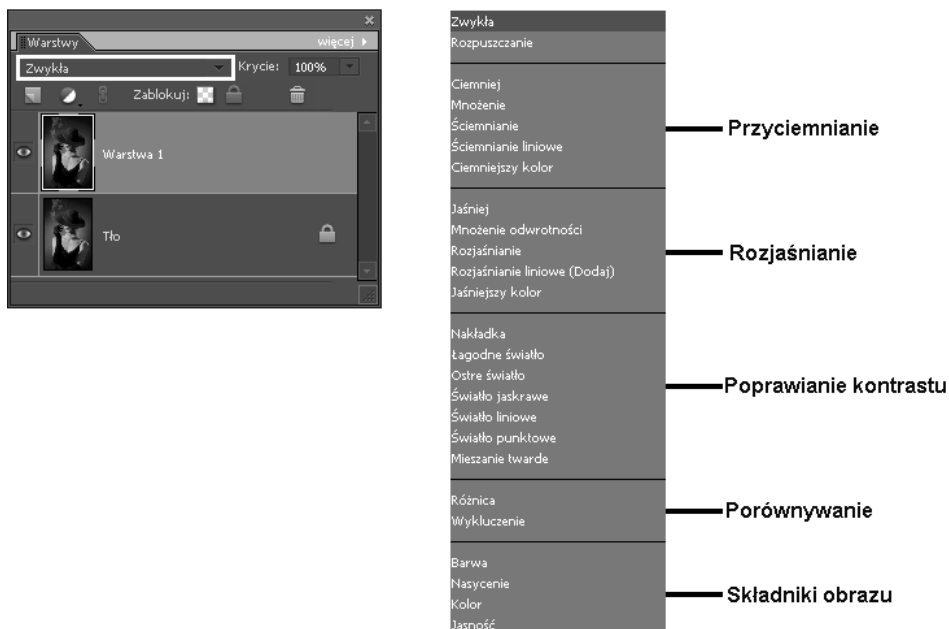 Warstwy
więcej
Zwykła Krycie: 100%
Zablokuj:
Warstwa 1
Tło
Zwykła
Rozpuszczanie
Ciemniej
Mnożenie
Ściemnianie
Ściemnianie liniowe
Ciemniejszy kolor
Przyciemnianie
Jaśniej
Mnożenie odwrotności
Rozjaśnianie
Rozjaśnianie liniowe (Dodaj)
Jaśniejszy kolor
Rozjaśnianie
Nakładka
Łagodne światło
Ostre światło
Światło jaskrawe
Światło liniowe
Światło punktowe
Mieszanie twarde
Poprawianie kontrastu
Różnica
Wykluczenie
Porównywanie
Barwa
Nasycenie
Kolor
Jasność
Składniki obrazu